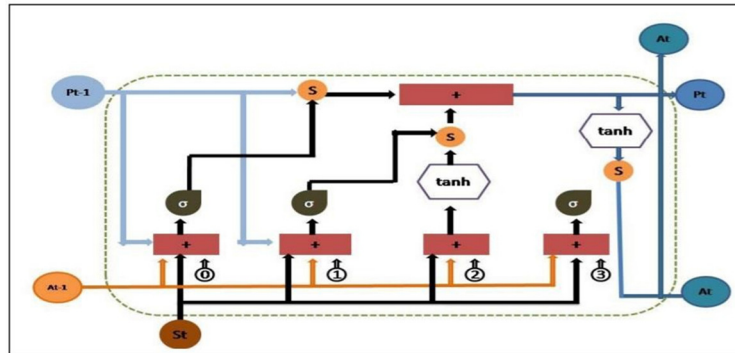 At
Pt-1
S
+
Pt
tanh
S
S
tanh
σ
σ
σ
+
+
+
+
⓪
①
②
③
At-1
At
St